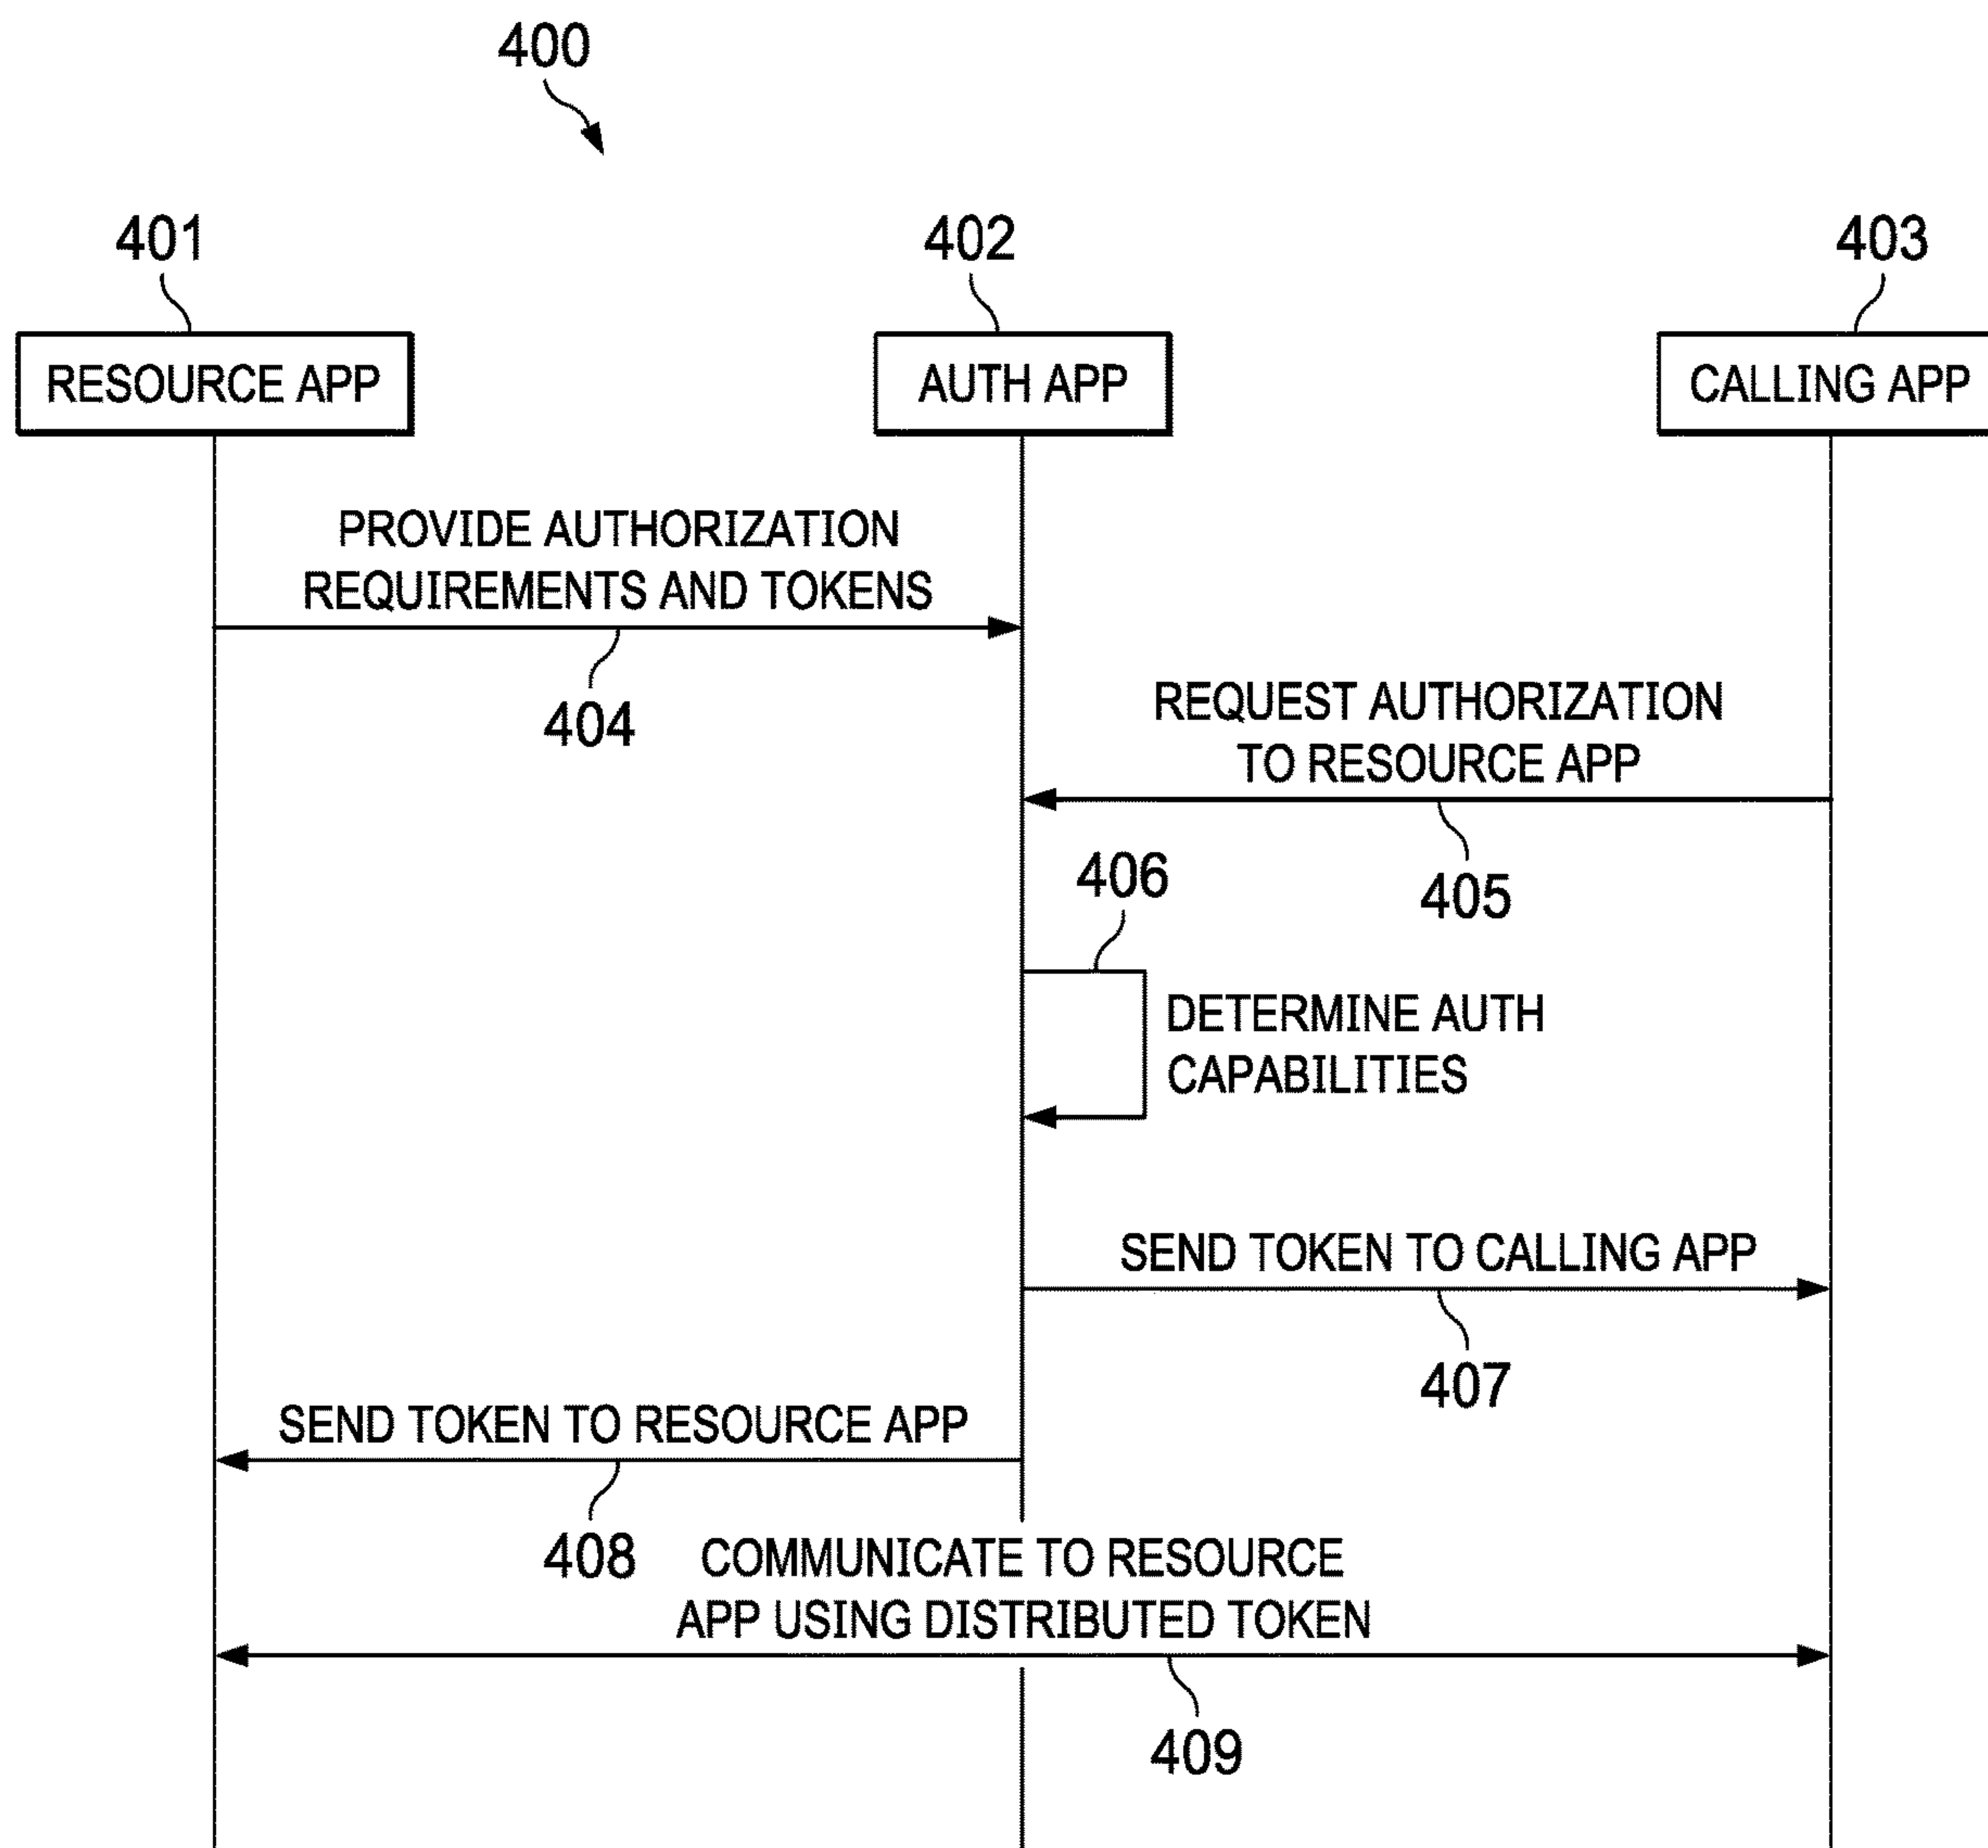 400
401
402
403
RESOURCE APP
AUTH APP
CALLING APP
PROVIDE AUTHORIZATION
REQUIREMENTS AND TOKENS
404
REQUEST AUTHORIZATION
TO RESOURCE APP
405
406
DETERMINE AUTH
CAPABILITIES
SEND TOKEN TO CALLING APP
407
SEND TOKEN TO RESOURCE APP
408
COMMUNICATE TO RESOURCE
APP USING DISTRIBUTED TOKEN
409